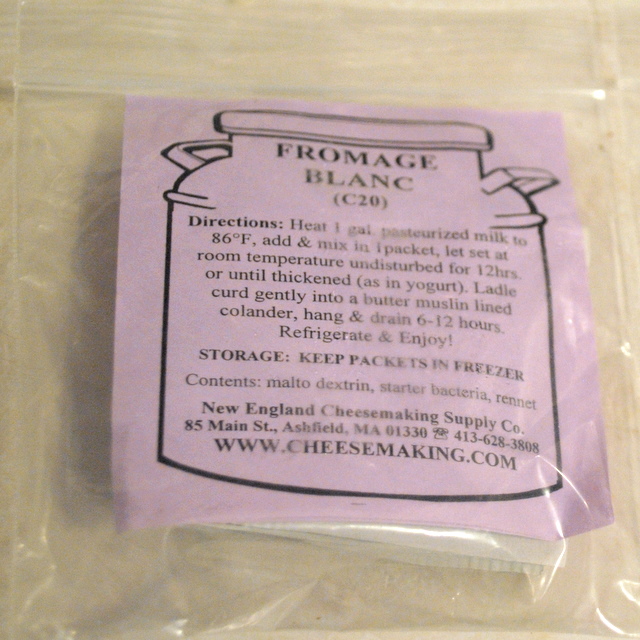 FROMAGE
BLANC
(C20)
Directions: Heat 1 gal. pasteurized milk to
86°F, add & mix in 1packet, let set at
room temperature undisturbed for 12hrs.
or until thickened (as in yogurt). Ladle
curd gently into a butter muslin lined
colander, hang & drain 6-12 hours.
Refrigerate & Enjoy!
STORAGE: KEEP PACKETS IN FREEZER
Contents: malto dextrin, starter bacteria, rennet
New England Cheesemaking Supply Co.
85 Main St., Ashfield, MA 01330 ☏ 413-628-3808
WWW.CHEESEMAKING.COM